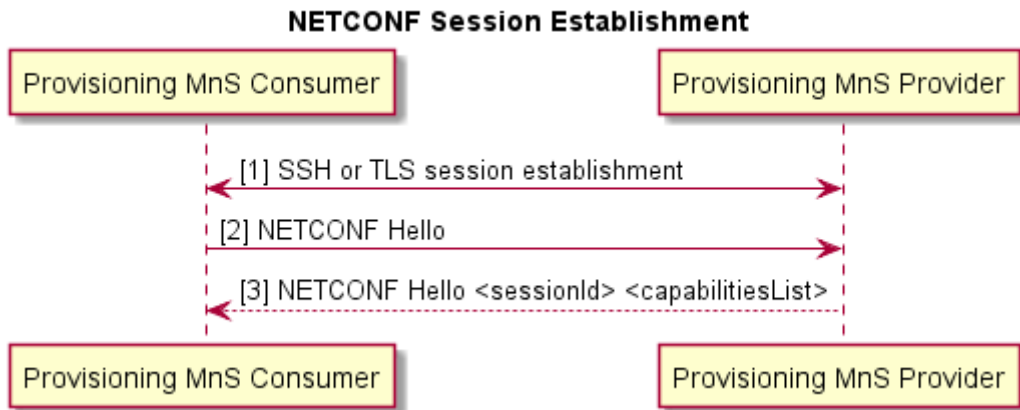 NETCONF Session Establishment
Provisioning MnS Consumer
Provisioning MnS Provider
[1] SSH or TLS session establishment
[2] NETCONF Hello
[3] NETCONF Hello <sessionId> <capabilitiesList>
Provisioning MnS Consumer
Provisioning MnS Provider